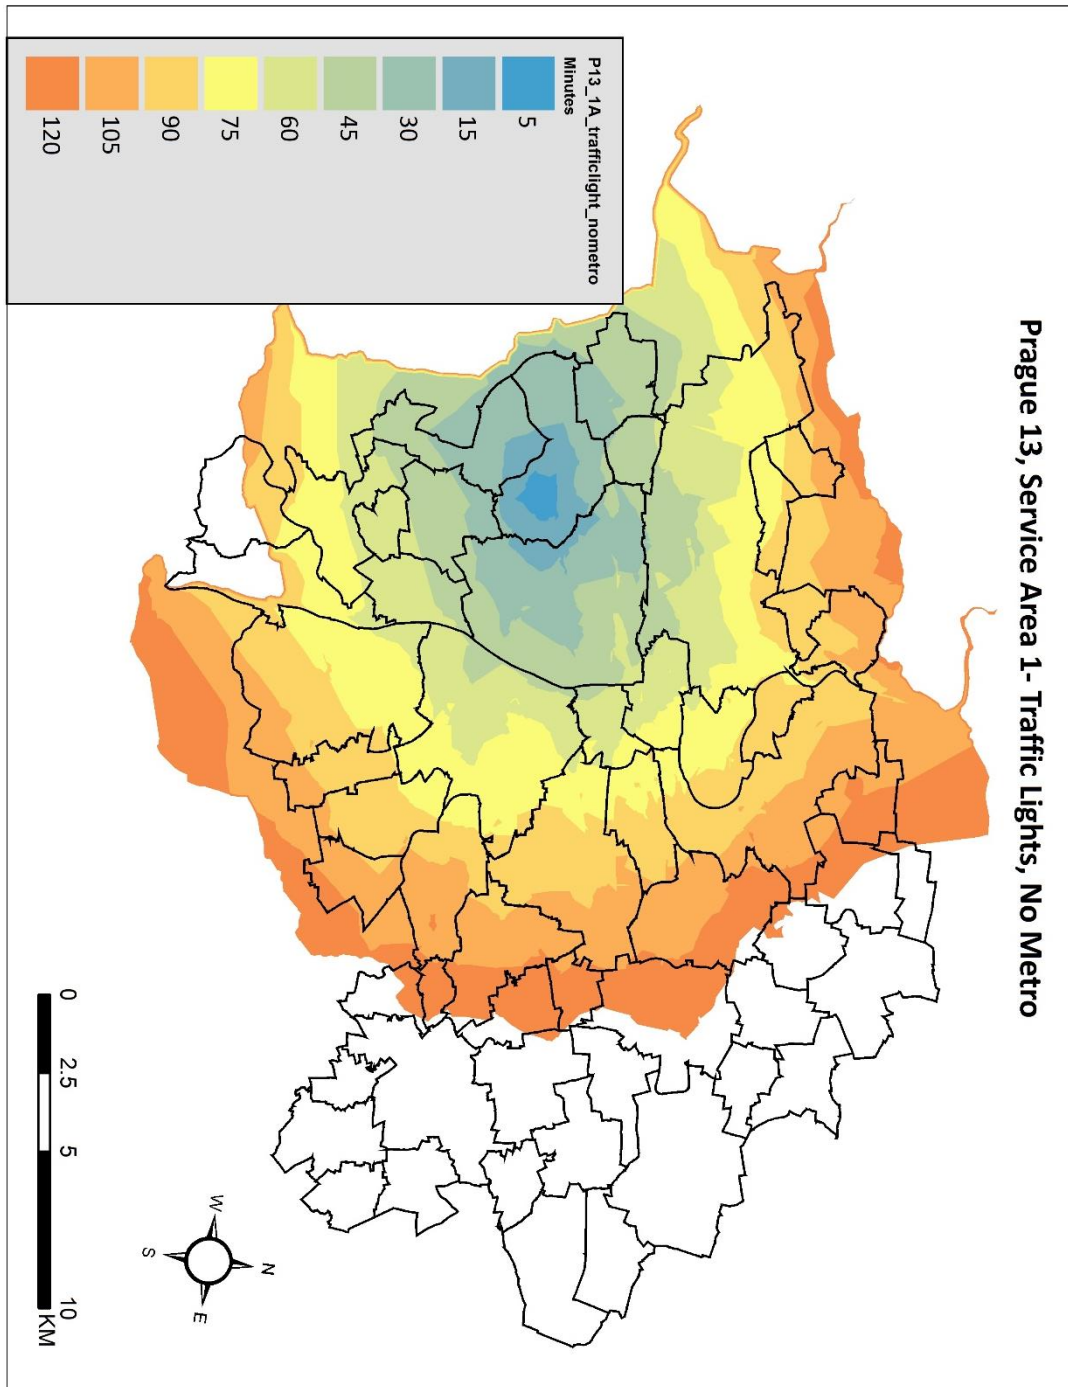 Prague 13, Service Area 1- Traffic Lights, No Metro
P13_1A_trafficlight_nometro
Minutes
5
15
30
45
60
75
90
105
120
N
W
E
S
0
2.5
5
10
KM